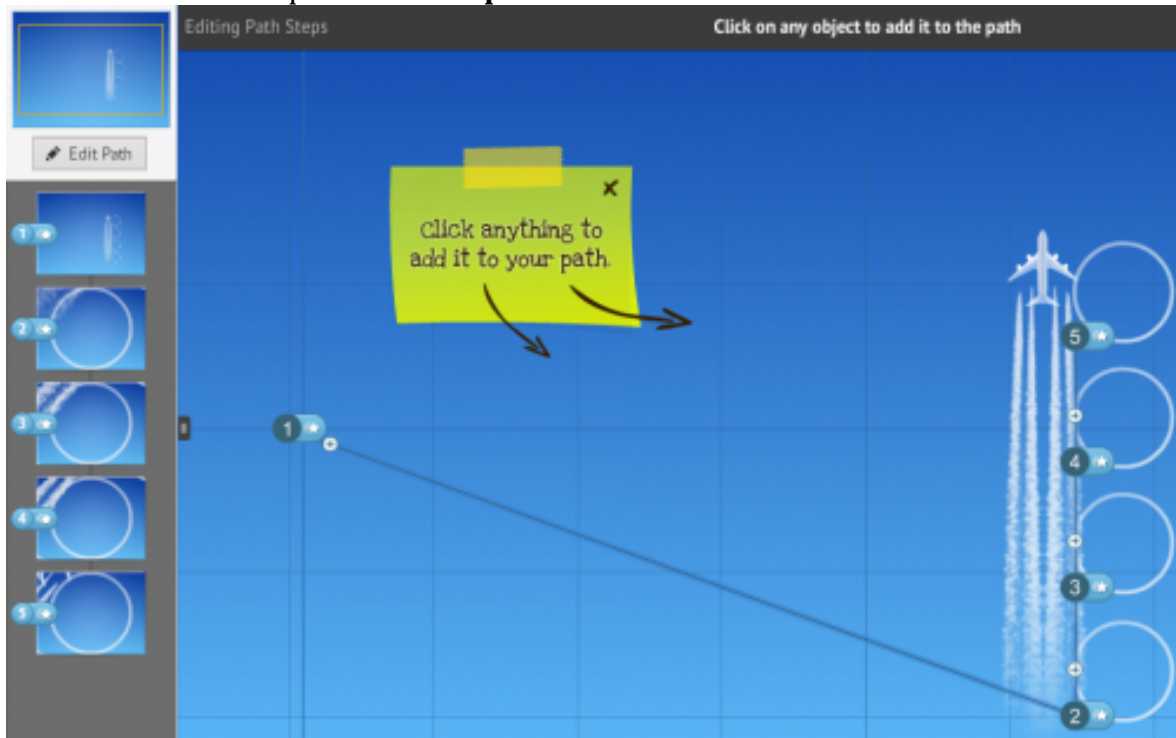 Editing Path Steps
Click on any object to add it to the path
Edit Path
1
2
3
4
5
Click anything to
add it to your path.
5
1
4
3
2